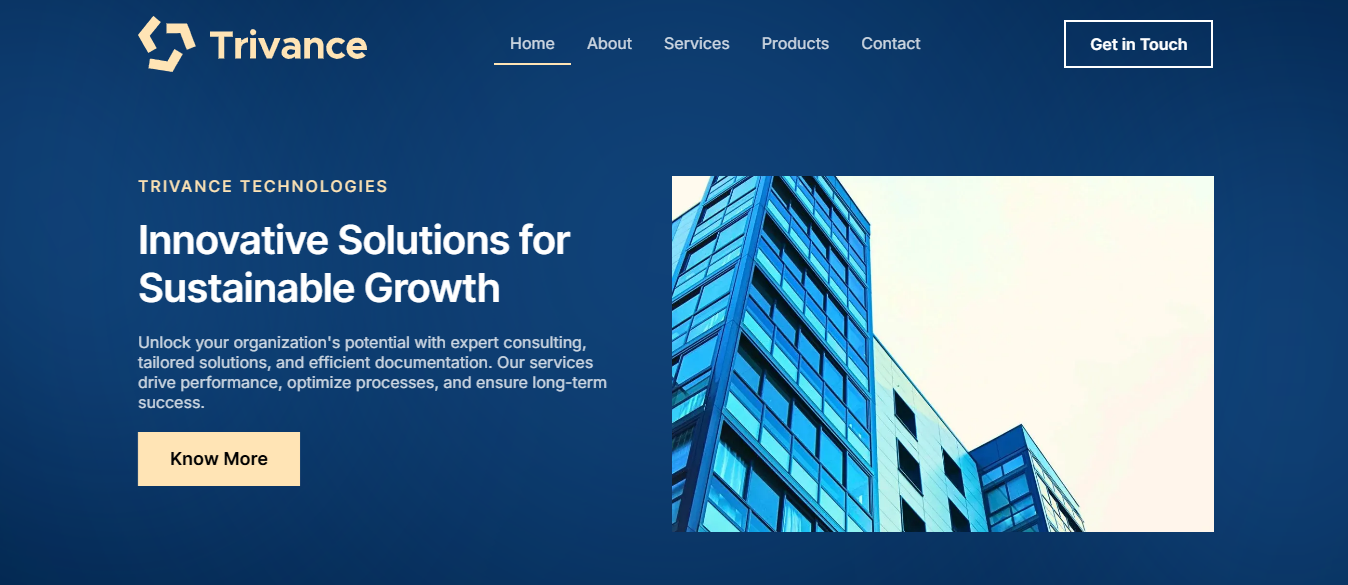 Trivance
Home
About
Services
Products
Contact
Get in Touch
TRIVANCE TECHNOLOGIES
Innovative Solutions for
Sustainable Growth
Unlock your organization's potential with expert consulting,
tailored solutions, and efficient documentation. Our services
drive performance, optimize processes, and ensure long-term
success.
Know More